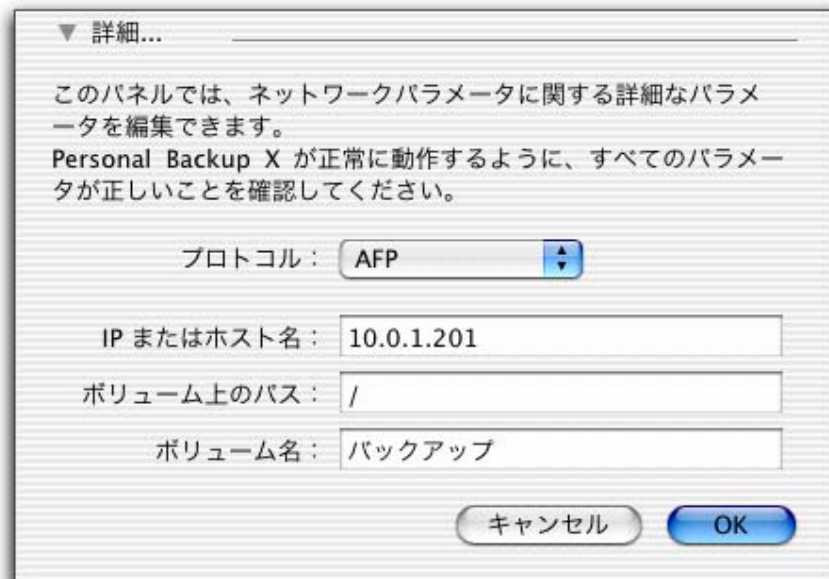 詳細...
このパネルでは、ネットワークパラメータに関する詳細なパラメ
ータを編集できます。
Personal Backup X が正常に動作するように、すべてのパラメー
タが正しいことを確認してください。
プロトコル： AFP
IP またはホスト名： 10.0.1.201
ボリューム上のパス： /
ボリューム名： バックアップ
キャンセル OK